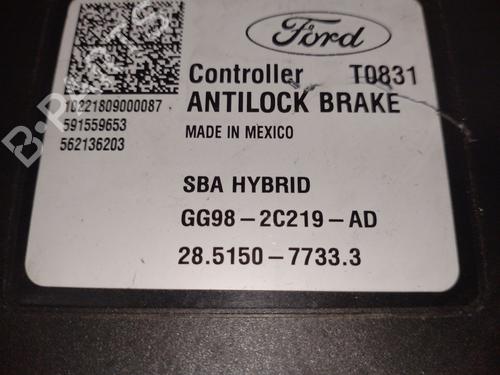 Ford
Controller T0831
ANTILOCK BRAKE
MADE IN MEXICO
10221809000087
591559653
562136203
SBA HYBRID
GG98-2C219-AD
28.5150-7733.3
B-PARTS